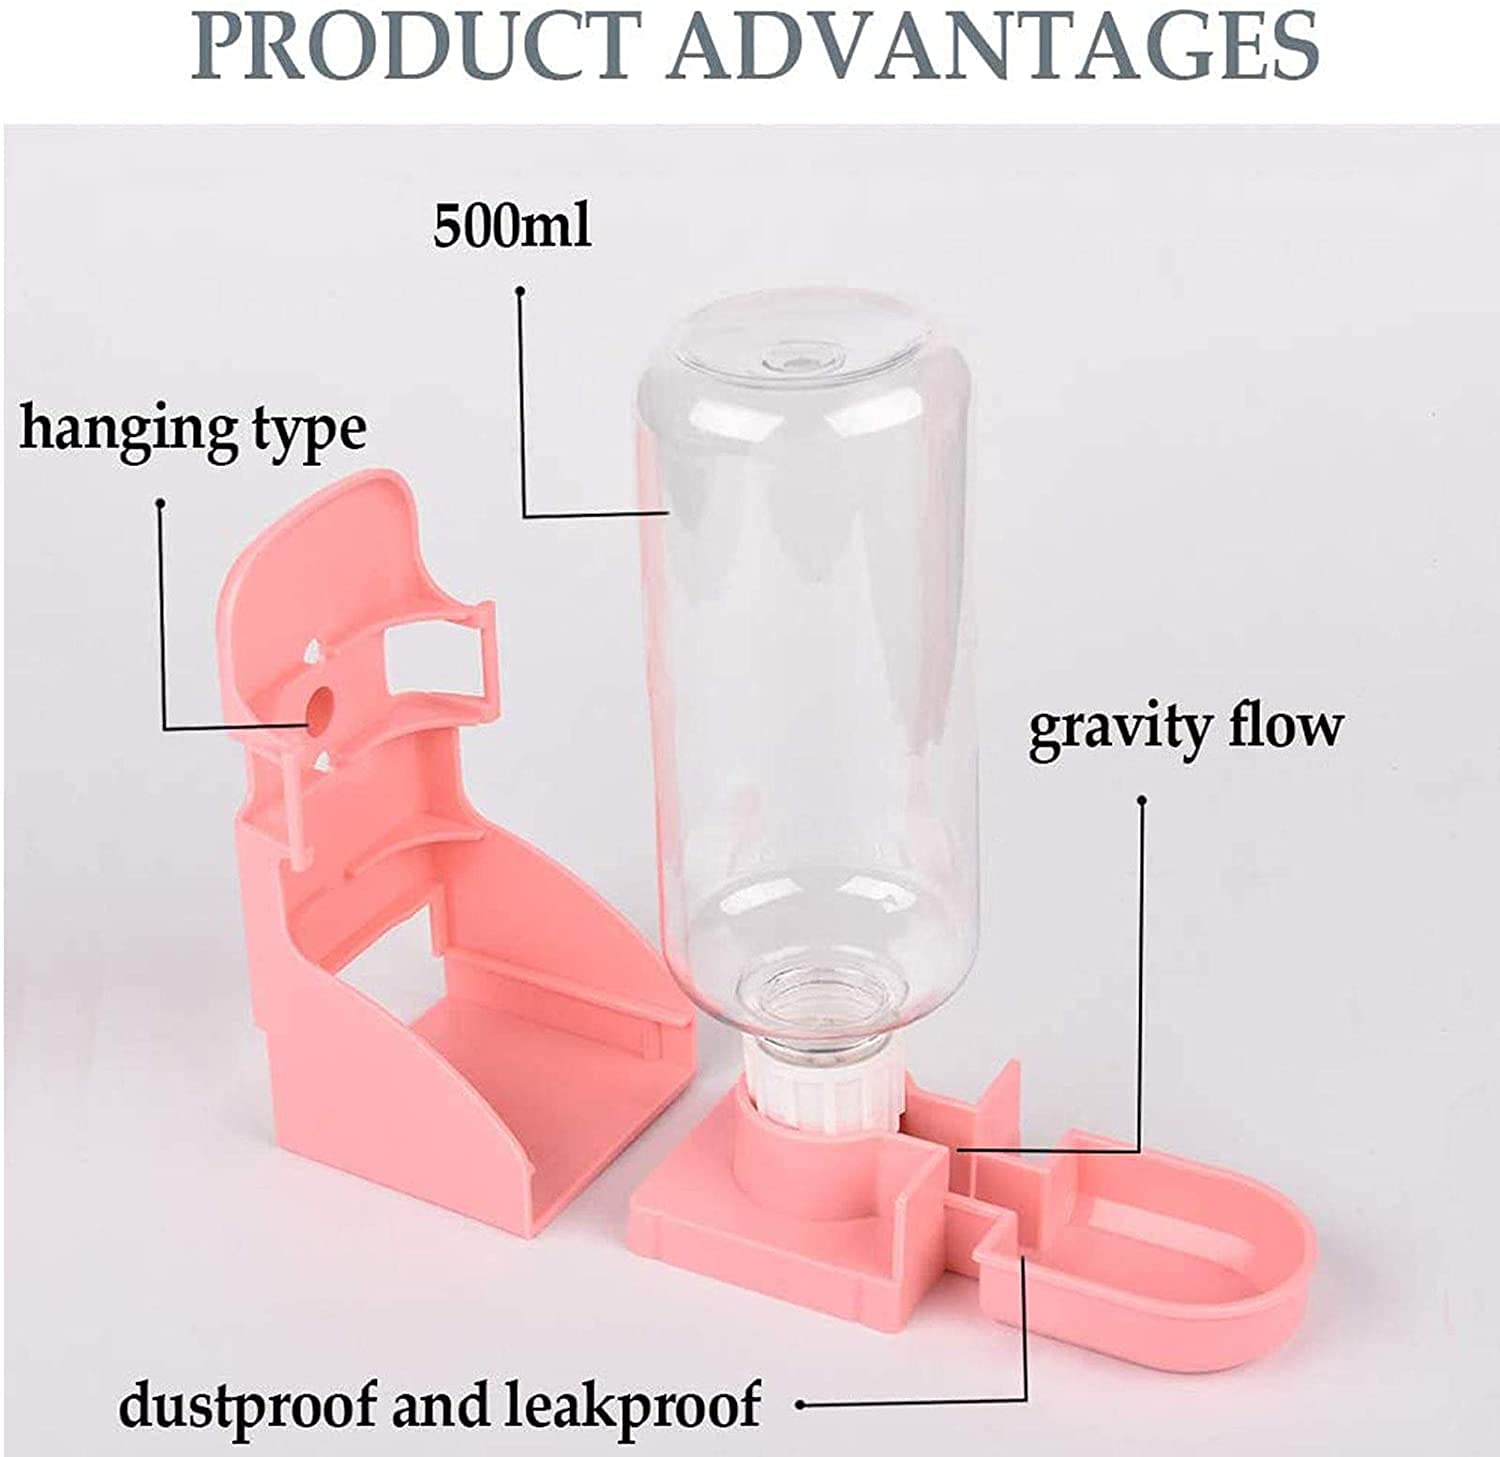 PRODUCT ADVANTAGES
500ml
hanging type
gravity flow
dustproof and leakproof